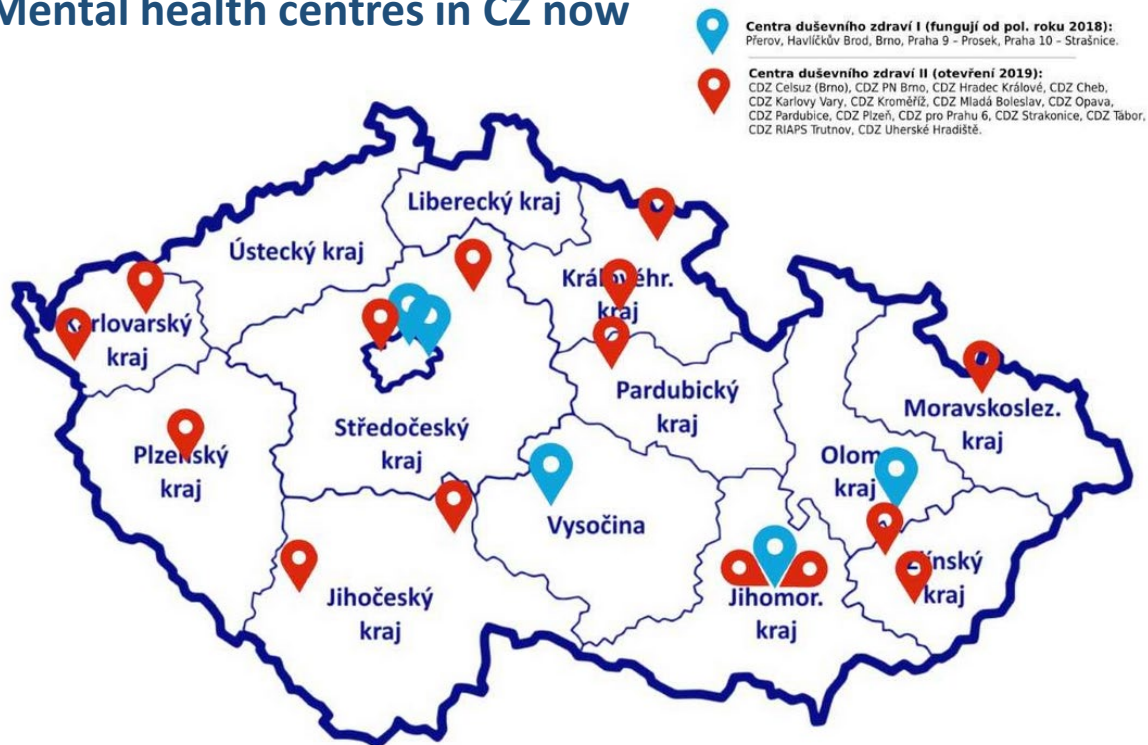 Mental health centres in CZ now
Centra duševního zdraví I (fungují od pol. roku 2018):
Přerov, Havlíčkův Brod, Brno, Praha 9 – Prosek, Praha 10 – Strašnice.
Centra duševního zdraví II (otevření 2019):
CDZ Celsuz (Brno), CDZ PN Brno, CDZ Hradec Králové, CDZ Cheb,
CDZ Karlovy Vary, CDZ Kroměříž, CDZ Mladá Boleslav, CDZ Opava,
CDZ Pardubice, CDZ Plzeň, CDZ pro Prahu 6, CDZ Strakonice, CDZ Tábor,
CDZ RIAPS Trutnov, CDZ Uherské Hradiště.
Liberecký kraj
Ústecký kraj
kraj
kraj
Pardubický
kraj
Moravskoslez.
kraj
Středočeský
kraj
Plzeňský
kraj
kraj
Vysočina
kraj
Jihočeský
kraj
Jihomor.
kraj